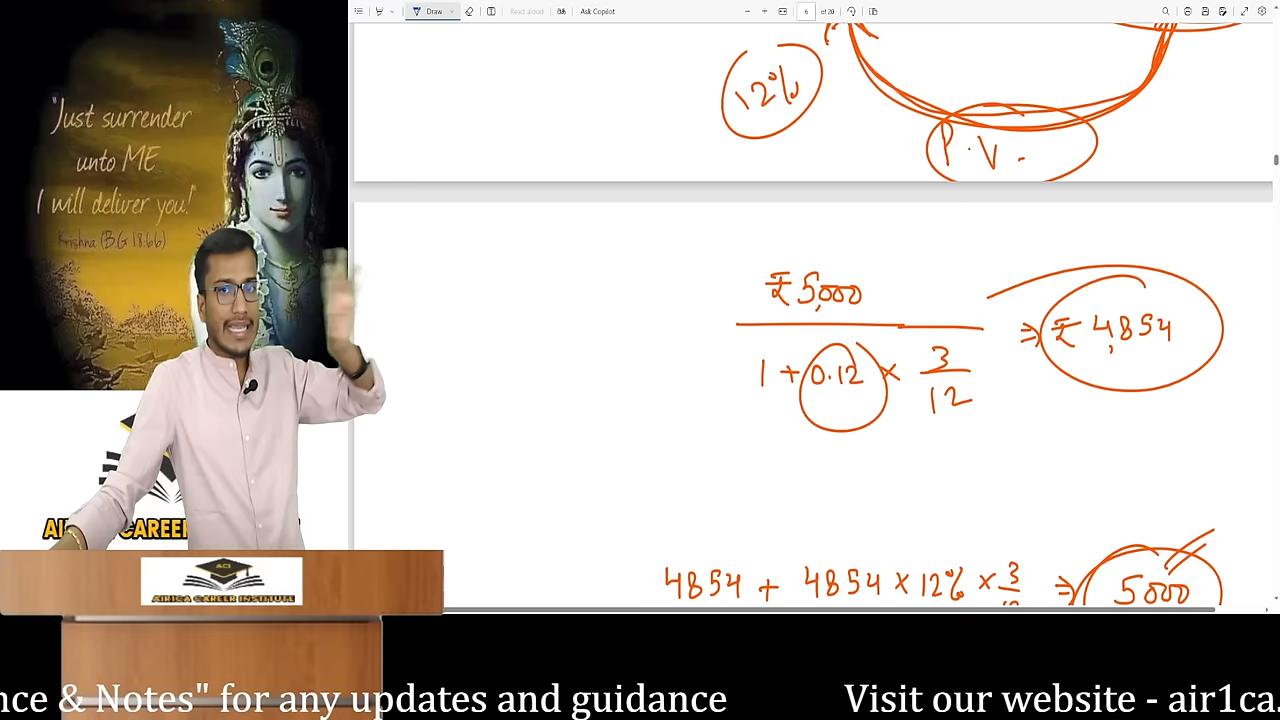 Draw
Read aloud
Ask Copilot
6
of 20
"Just surrender
unto ME
I will deliver you!"
Krishna (B.G 18:66)
12%
P.V.
₹5,000
1 + 0.12 × 3/12
⇒ ₹ 4,854
4854 + 4854 × 12% × 3
⇒ 5000
CAREER
ACI
AIR1CA CAREER INSTITUTE
nce & Notes" for any updates and guidance
Visit our website - air1ca